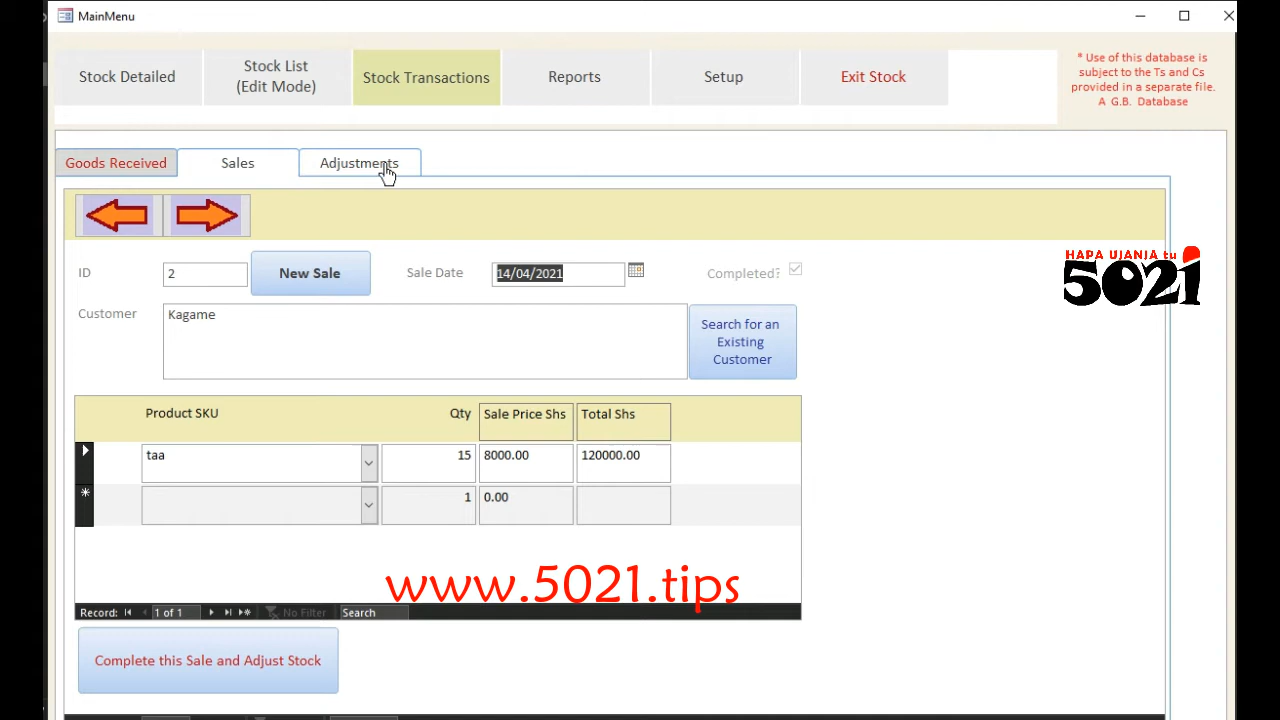 MainMenu
Stock Detailed
Stock List
(Edit Mode)
Stock Transactions
Reports
Setup
Exit Stock
* Use of this database is
subject to the Ts and Cs
provided in a separate file.
A G.B. Database
Goods Received
Sales
Adjustments
ID
2
New Sale
Sale Date
14/04/2021
Completed?
HAPA UJANJA tu
5021
Customer
Kagame
Search for an
Existing
Customer
Product SKU
Qty
Sale Price Shs
Total Shs
taa
15
8000.00
120000.00
*
1
0.00
www.5021.tips
Record:
1 of 1
No Filter
Search
Complete this Sale and Adjust Stock